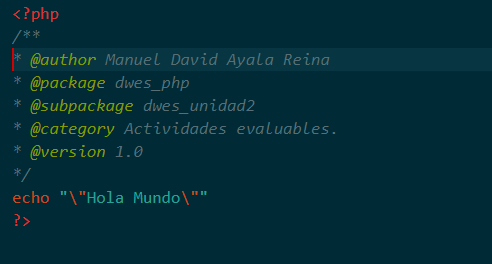 <?php
/**
* @author Manuel David Ayala Reina
* @package dwes_php
* @subpackage dwes_unidad2
* @category Actividades evaluables.
* @version 1.0
*/
echo "\"Hola Mundo\""
?>